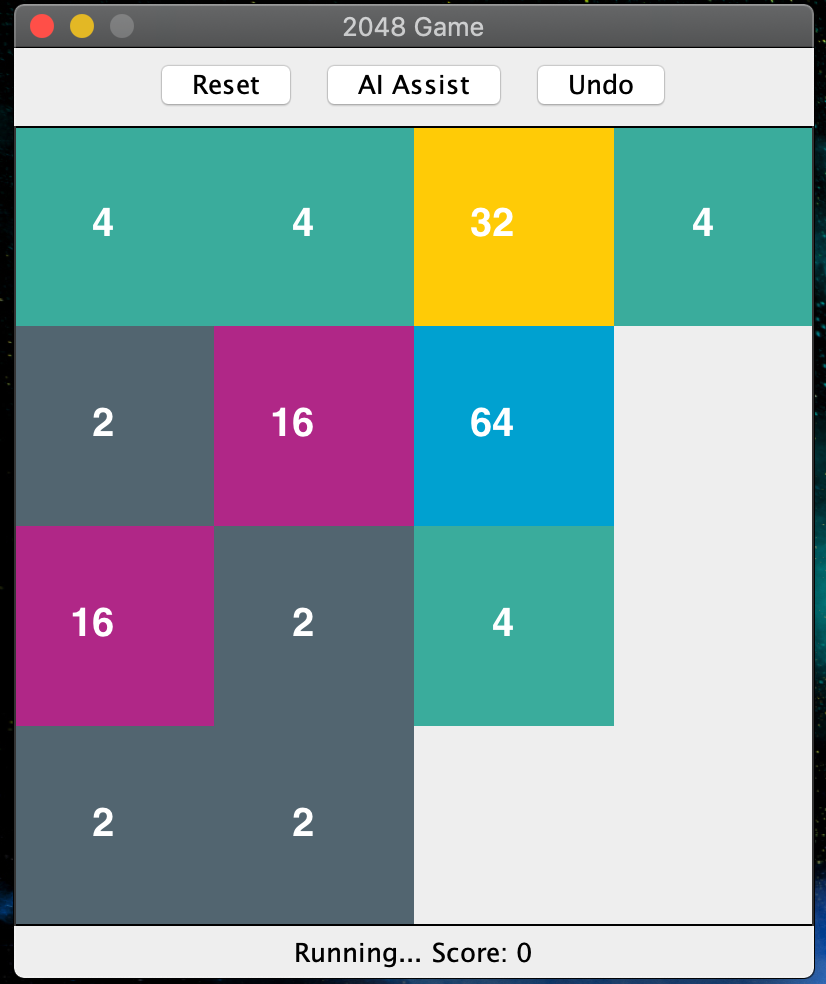 2048 Game
Reset AI Assist Undo
4 4 32 4
2 16 64
16 2 4
2 2
Running... Score: 0